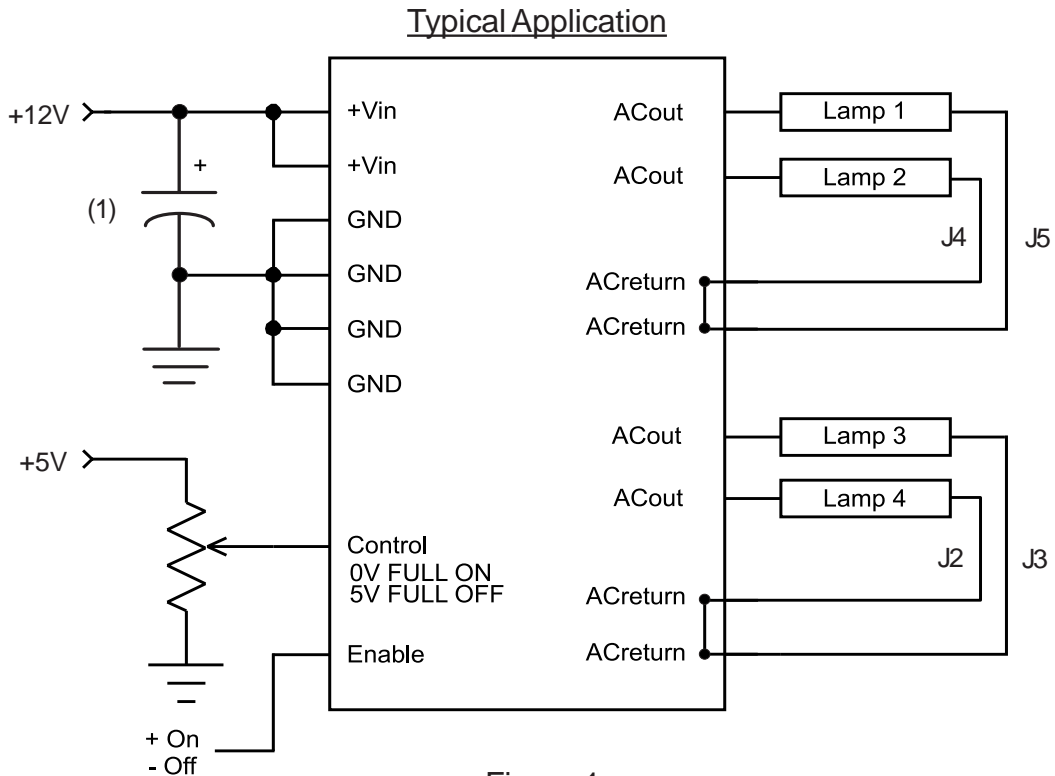 Typical Application
+12V
+
(1)
+Vin
+Vin
GND
GND
GND
GND
+5V
Control
0V FULL ON
5V FULL OFF
Enable
+ On
- Off
ACout
Lamp 1
ACout
Lamp 2
J4
J5
ACreturn
ACreturn
ACout
Lamp 3
ACout
Lamp 4
J2
J3
ACreturn
ACreturn